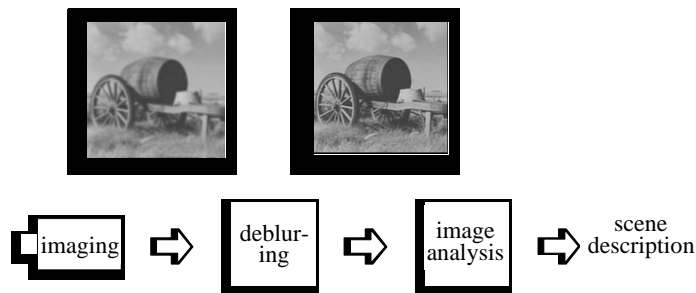 imaging
deblur-
ing
image
analysis
scene
description